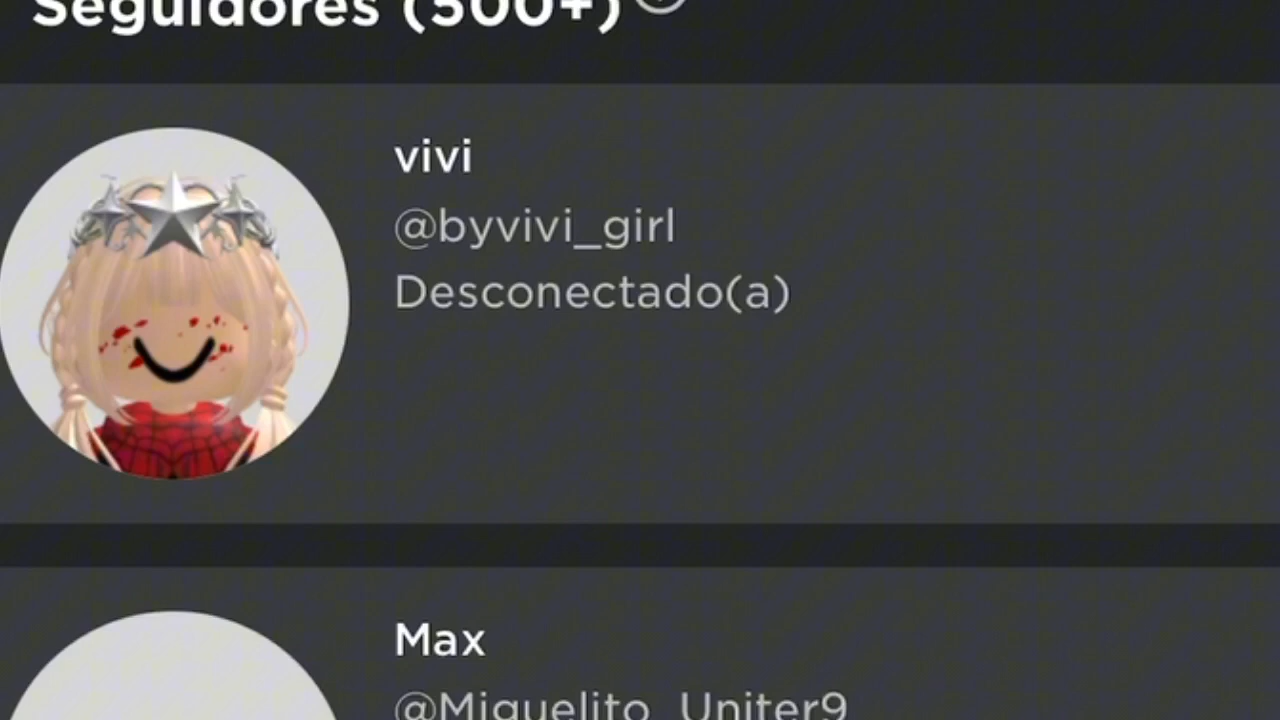 Seguidores (500+)
vivi
@byvivi_girl
Desconectado(a)
Max
@Miguelito_Uniter9